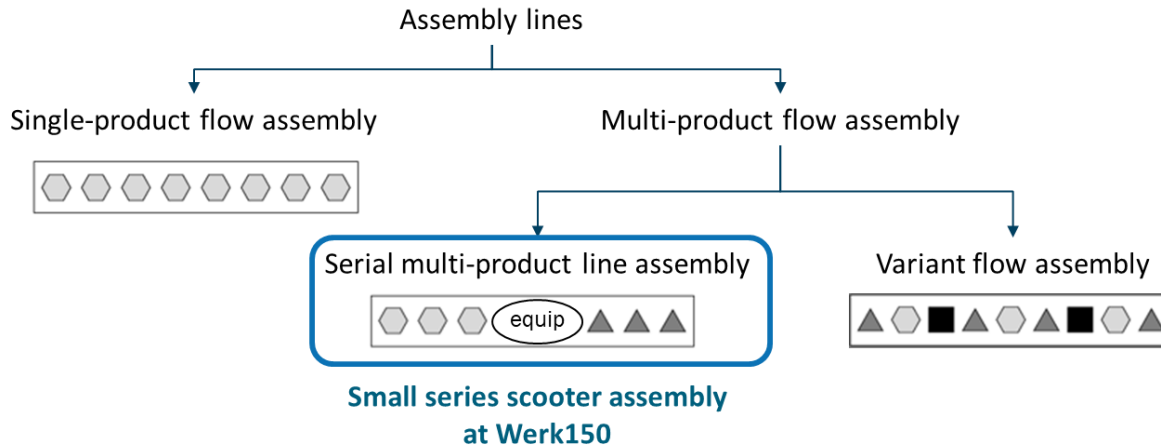 Assembly lines
Single-product flow assembly
Multi-product flow assembly
Serial multi-product line assembly
Variant flow assembly
equip
Small series scooter assembly
at Werk150